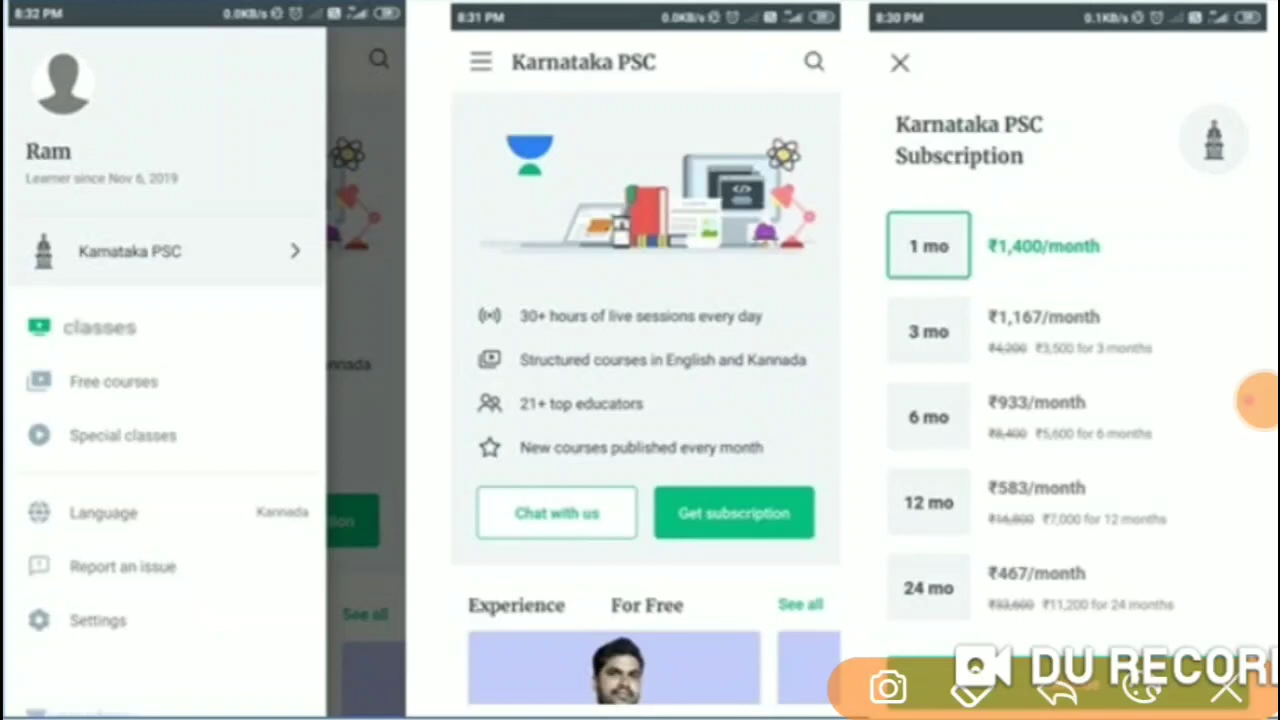 8:32 PM
0.0KB/s
Ram
Learner since Nov 6, 2019
Karnataka PSC
classes
Free courses
Special classes
Language
Kannada
Report an issue
Settings
nnada
tion
See all
8:31 PM
0.0KB/s
Karnataka PSC
30+ hours of live sessions every day
Structured courses in English and Kannada
21+ top educators
New courses published every month
Chat with us
Get subscription
Experience For Free
See all
8:30 PM
0.1KB/s
Karnataka PSC
Subscription
1 mo
₹1,400/month
3 mo
₹1,167/month
₹4,200 ₹3,500 for 3 months
6 mo
₹933/month
₹8,400 ₹5,600 for 6 months
12 mo
₹583/month
₹16,800 ₹7,000 for 12 months
24 mo
₹467/month
₹33,600 ₹11,200 for 24 months
DU RECOR